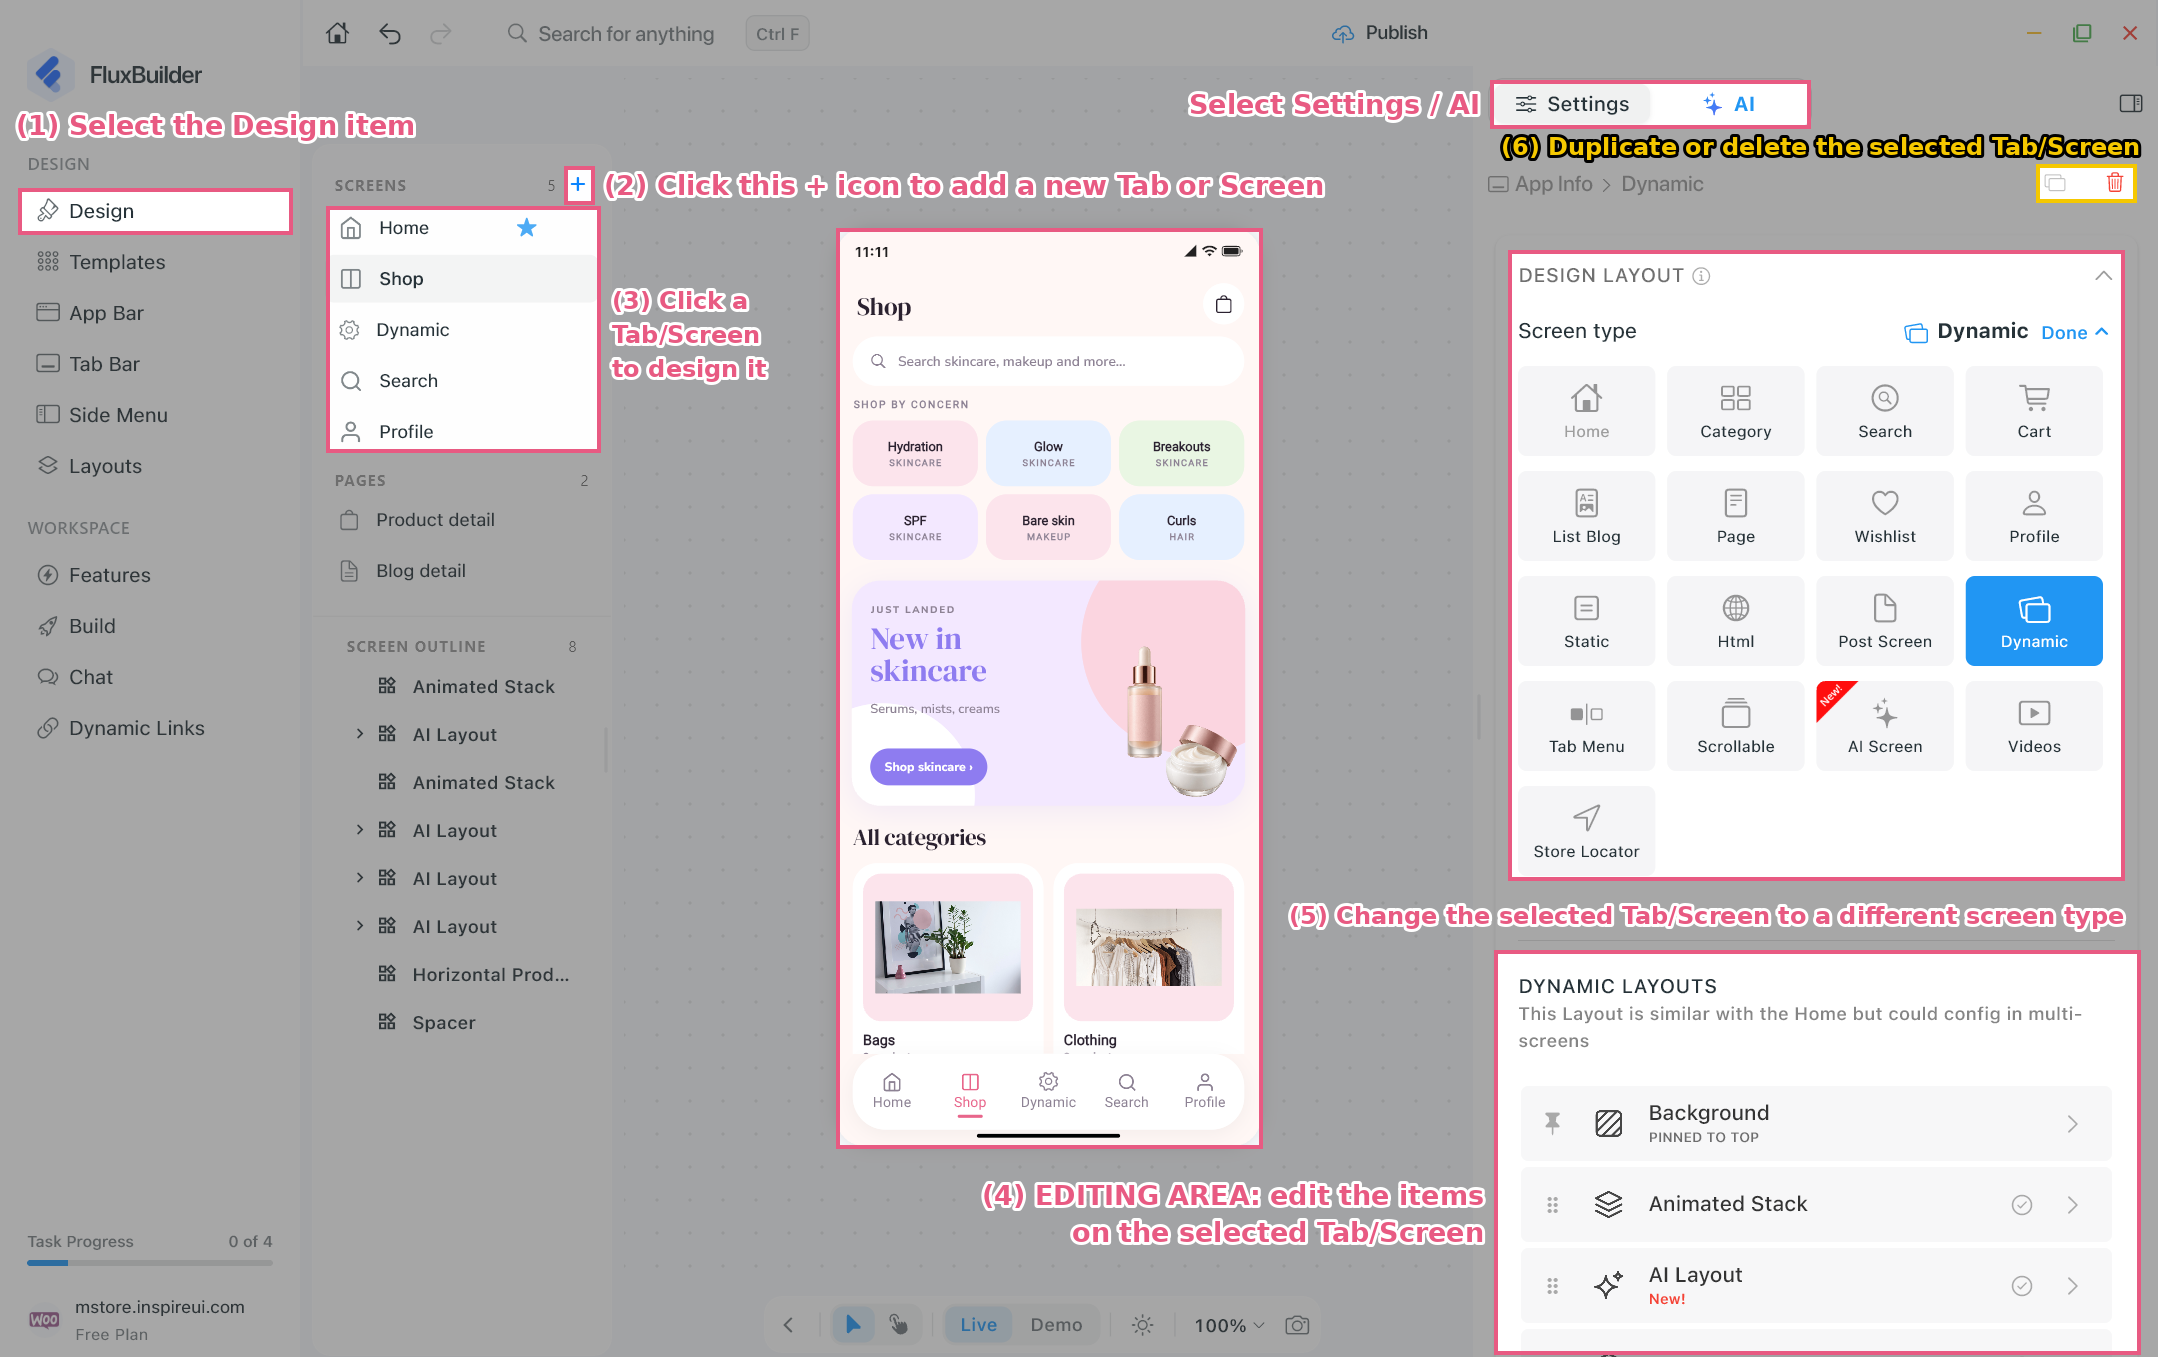 Search for anything
Ctrl F
Publish
FluxBuilder
Select Settings / AI
Settings
AI
(1) Select the Design item
(6) Duplicate or delete the selected Tab/Screen
DESIGN
Design
Templates
App Bar
Tab Bar
Side Menu
Layouts
WORKSPACE
Features
Build
Chat
Dynamic Links
Task Progress
0 of 4
WOO
mstore.inspireui.com
Free Plan
SCREENS
5
(2) Click this + icon to add a new Tab or Screen
Home
Shop
Dynamic
Search
Profile
(3) Click a
Tab/Screen
to design it
PAGES
2
Product detail
Blog detail
SCREEN OUTLINE
8
Animated Stack
AI Layout
Animated Stack
AI Layout
AI Layout
AI Layout
Horizontal Prod...
Spacer
11:11
Shop
Search skincare, makeup and more...
SHOP BY CONCERN
Hydration
SKINCARE
Glow
SKINCARE
Breakouts
SKINCARE
SPF
SKINCARE
Bare skin
MAKEUP
Curls
HAIR
JUST LANDED
New in
skincare
Serums, mists, creams
Shop skincare ›
All categories
Bags
Clothing
Home
Shop
Dynamic
Search
Profile
(4) EDITING AREA: edit the items
on the selected Tab/Screen
Live
Demo
100%
App Info > Dynamic
DESIGN LAYOUT
Screen type
Dynamic
Done
Home
Category
Search
Cart
List Blog
Page
Wishlist
Profile
Static
Html
Post Screen
Dynamic
Tab Menu
Scrollable
New!
AI Screen
Videos
Store Locator
(5) Change the selected Tab/Screen to a different screen type
DYNAMIC LAYOUTS
This Layout is similar with the Home but could config in multi-
screens
Background
PINNED TO TOP
Animated Stack
AI Layout
New!